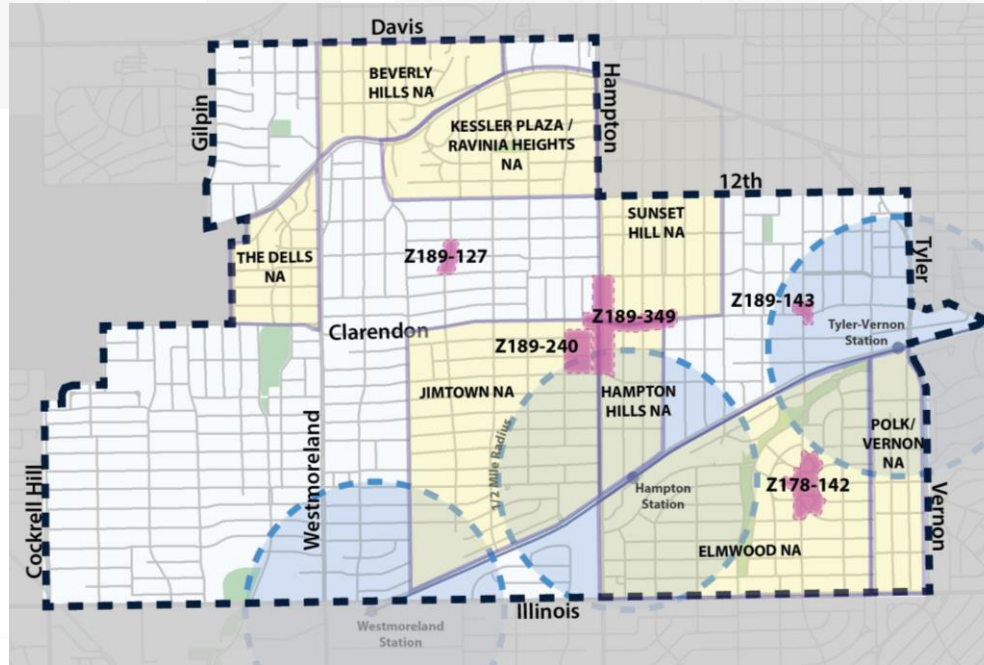 Davis
Gilpin
BEVERLY
HILLS NA
Hampton
KESSLER PLAZA /
RAVINIA HEIGHTS
NA
12th
SUNSET
HILL NA
Tyler
THE DELLS
NA
Z189-127
Z189-143
Z189-349
Tyler-Vernon
Station
Clarendon
Z189-240
JIMTOWN NA
HAMPTON
HILLS NA
1/2 Mile Radius
POLK/
VERNON
NA
Cockrell Hill
Westmoreland
Hampton
Station
Z178-142
Vernon
ELMWOOD NA
Illinois
Westmoreland
Station